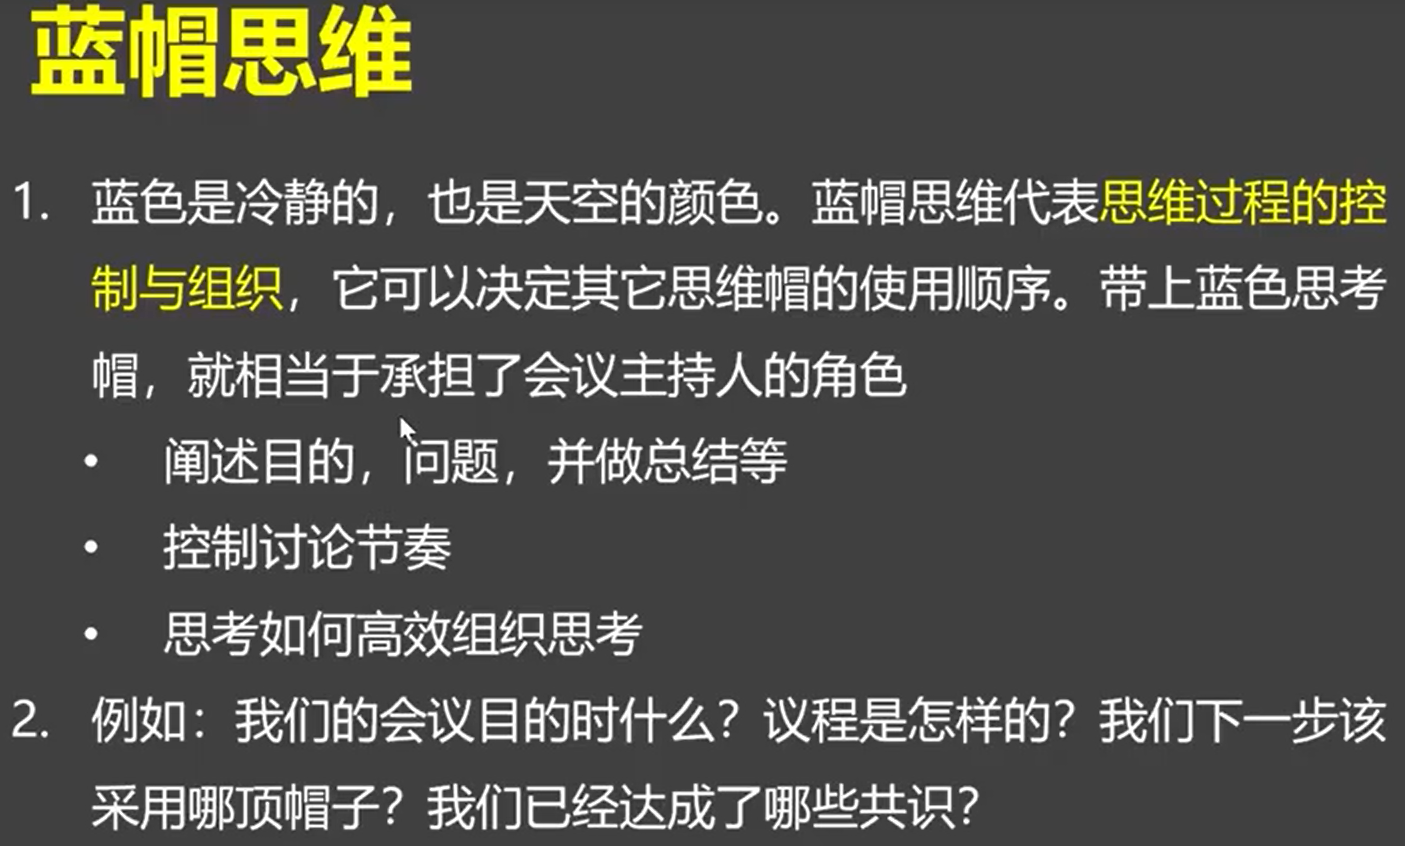 蓝帽思维
1. 蓝色是冷静的，也是天空的颜色。蓝帽思维代表思维过程的控
制与组织，它可以决定其它思维帽的使用顺序。带上蓝色思考
帽，就相当于承担了会议主持人的角色
• 阐述目的，问题，并做总结等
• 控制讨论节奏
• 思考如何高效组织思考
2. 例如：我们的会议目的时什么？议程是怎样的？我们下一步该
采用哪顶帽子？我们已经达成了哪些共识？